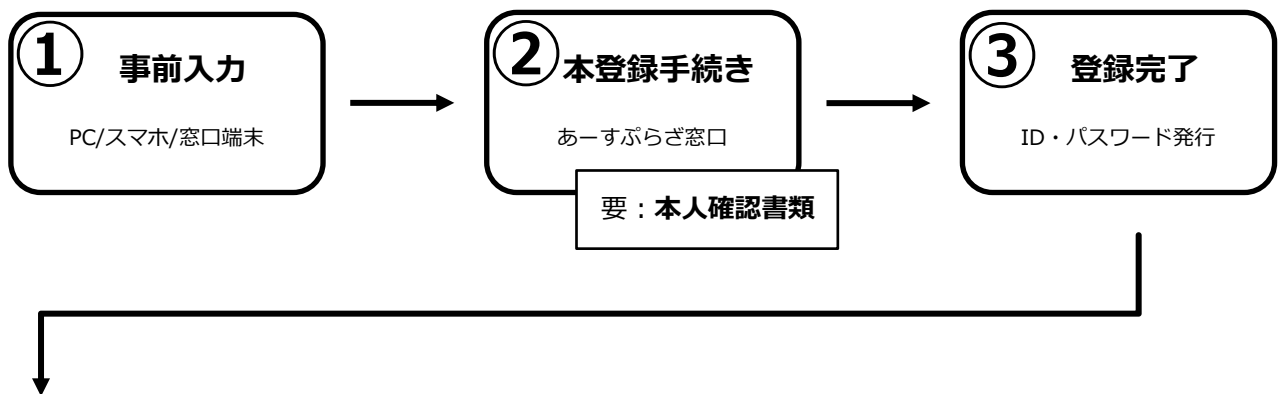 ① 事前入力
PC/スマホ/窓口端末
② 本登録手続き
あーすぷらざ窓口
要：本人確認書類
③ 登録完了
ID・パスワード発行